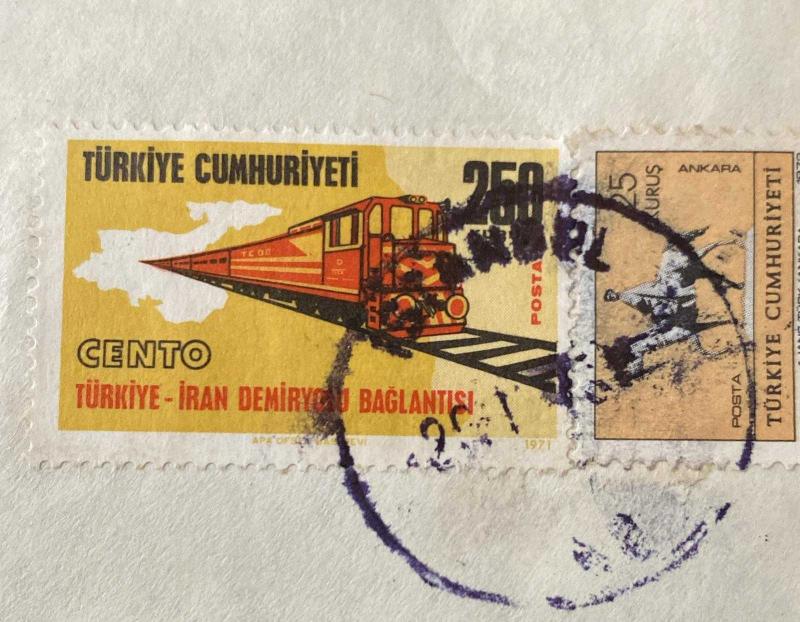 TÜRKİYE CUMHURİYETİ
250
POSTA
TCDD
CENTO
TÜRKİYE - İRAN DEMİRYOLU BAĞLANTISI
1971
25
KURUŞ
ANKARA
POSTA
TÜRKİYE CUMHURİYETİ